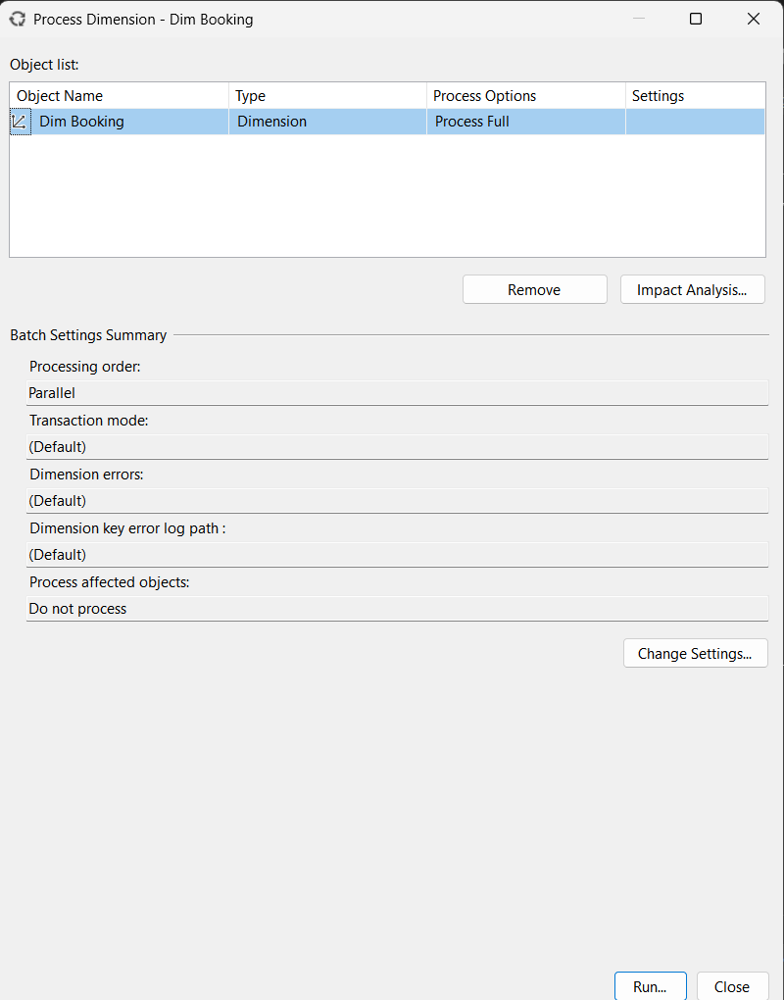 Process Dimension - Dim Booking
Object list:
Object Name Type Process Options Settings
Dim Booking Dimension Process Full
Remove Impact Analysis...
Batch Settings Summary
Processing order:
Parallel
Transaction mode:
(Default)
Dimension errors:
(Default)
Dimension key error log path :
(Default)
Process affected objects:
Do not process
Change Settings...
Run... Close